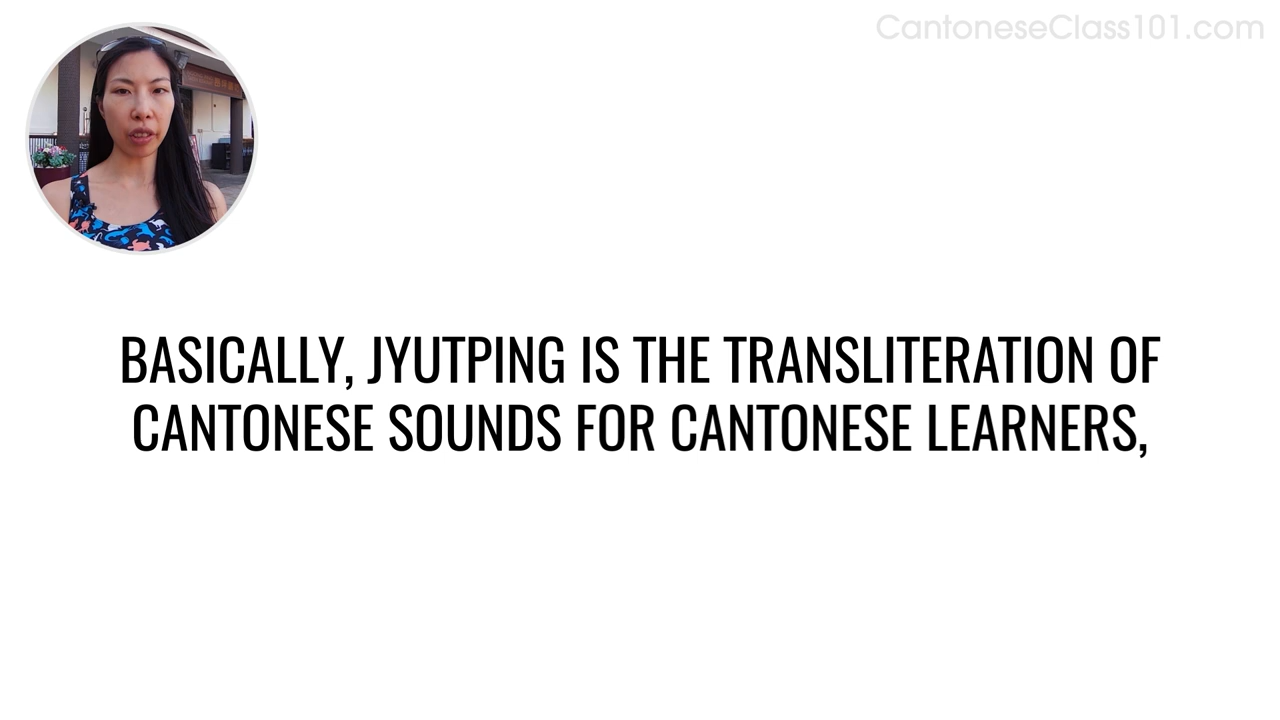 CantoneseClass101.com
BASICALLY, JYUTPING IS THE TRANSLITERATION OF
CANTONESE SOUNDS FOR CANTONESE LEARNERS,